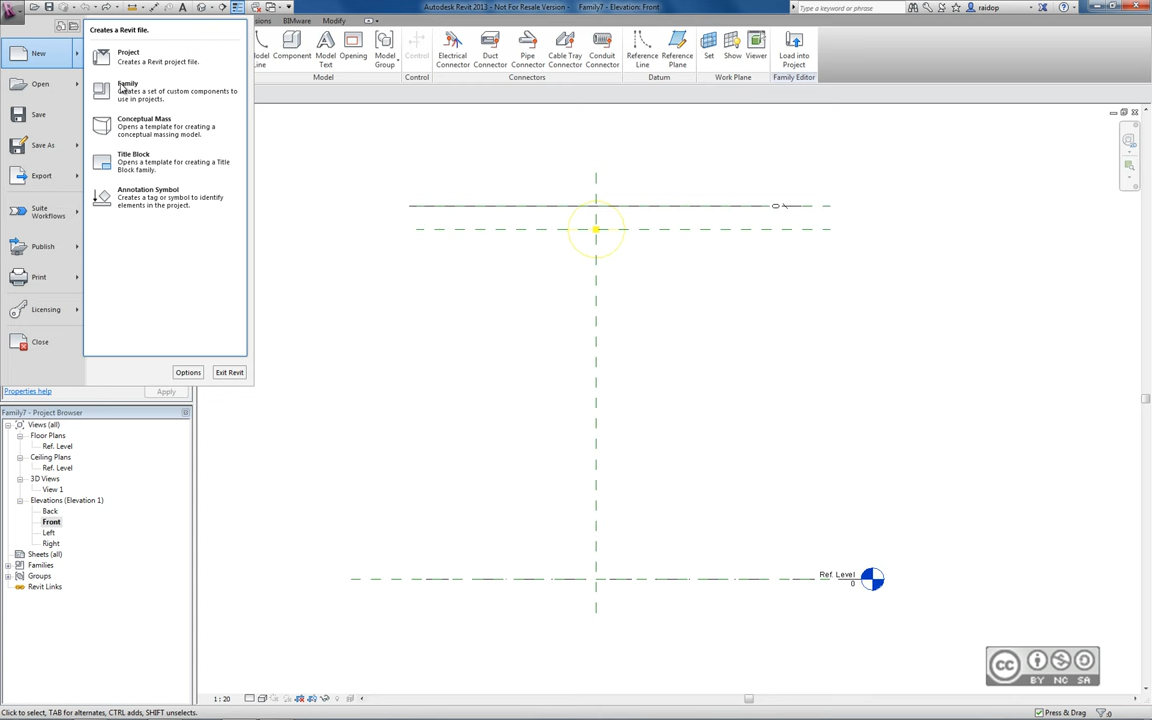 Autodesk Revit 2013 - Not For Resale Version - Family7 - Elevation: Front
Type a keyword or phrase
raidop
BIMware
Modify
Creates a Revit file.
New
Project
Creates a Revit project file.
Open
Family
Creates a set of custom components to
use in projects.
Save
Conceptual Mass
Opens a template for creating a
conceptual massing model.
Save As
Title Block
Opens a template for creating a Title
Block family.
Export
Annotation Symbol
Creates a tag or symbol to identify
elements in the project.
Suite
Workflows
Publish
Print
Licensing
Close
Options
Exit Revit
Component
Model
Text
Opening
Model
Group
Control
Electrical
Connector
Duct
Connector
Pipe
Connector
Cable Tray
Connector
Conduit
Connector
Reference
Line
Reference
Plane
Set
Show
Viewer
Load into
Project
Model
Control
Connectors
Datum
Work Plane
Family Editor
Properties help
Apply
Family7 - Project Browser
Views (all)
Floor Plans
Ref. Level
Ceiling Plans
Ref. Level
3D Views
View 1
Elevations (Elevation 1)
Back
Front
Left
Right
Sheets (all)
Families
Groups
Revit Links
Ref. Level
0
cc
BY NC SA
1 : 20
Click to select, TAB for alternates, CTRL adds, SHIFT unselects.
Press & Drag
:0